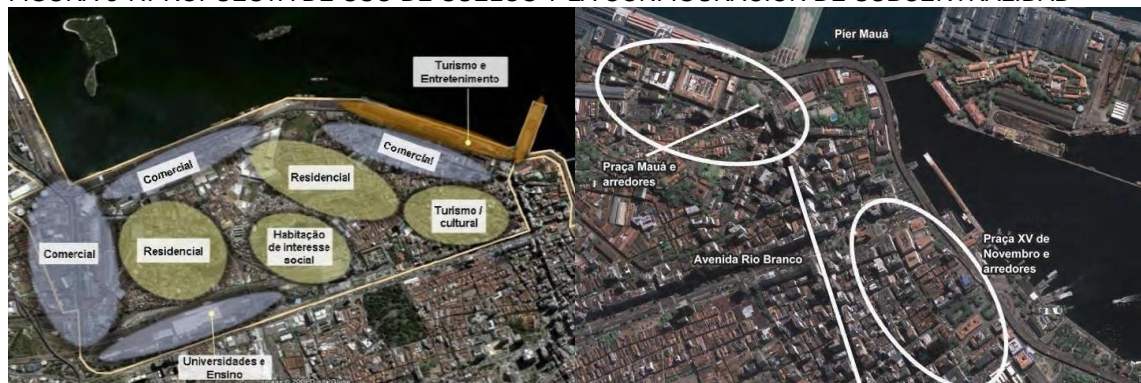 Turismo e
Entretenimento
Comercial
Comercial
Residencial
Turismo /
cultural
Comercial
Residencial
Habitação
de interesse
social
Universidades e
Ensino
Píer Mauá
Praça Mauá e
arredores
Avenida Rio Branco
Praça XV de
Novembro e
arredores